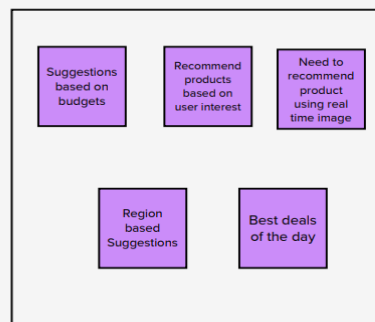 Suggestions
based on
budgets
Recommend
products
based on
user interest
Need to
recommend
product
using real
time image
Region
based
Suggestions
Best deals
of the day